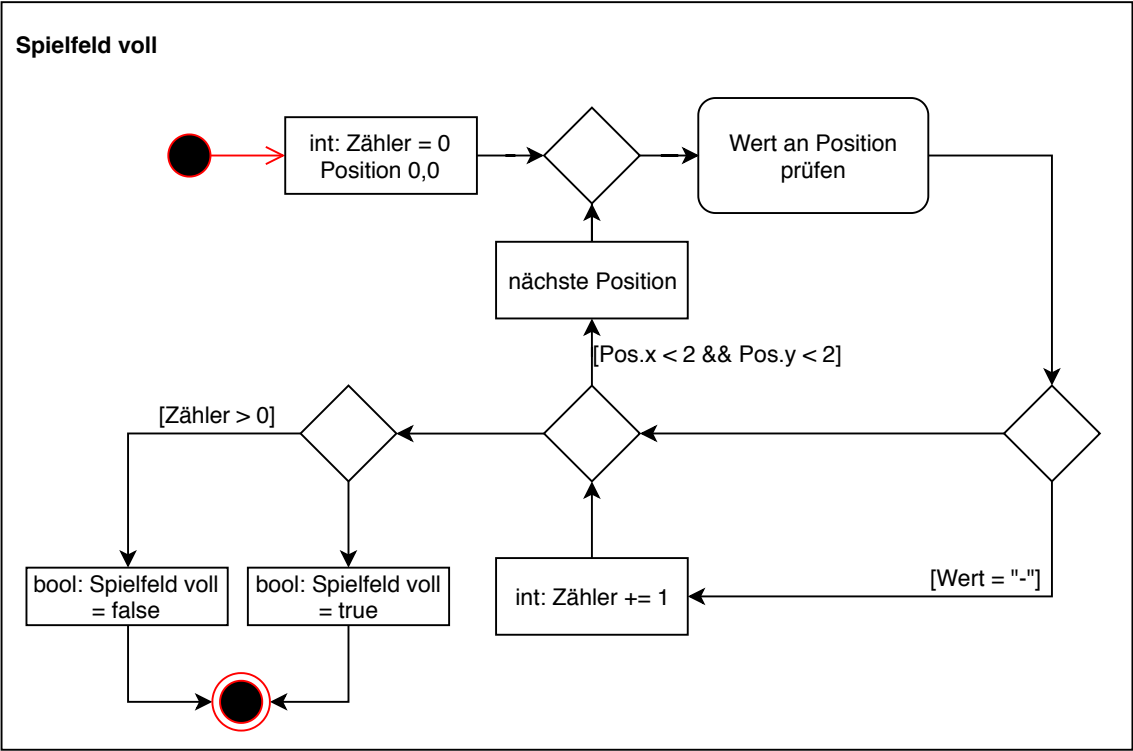 Spielfeld voll
int: Zähler = 0
Position 0,0
Wert an Position
prüfen
nächste Position
[Pos.x < 2 && Pos.y < 2]
[Zähler > 0]
bool: Spielfeld voll
= false
bool: Spielfeld voll
= true
int: Zähler += 1
[Wert = "-"]